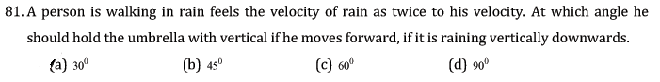 81. A person is walking in rain feels the velocity of rain as twice to his velocity. At which angle he
should hold the umbrella with vertical if he moves forward, if it is raining vertically downwards.
(a) 30⁰ (b) 45⁰ (c) 60⁰ (d) 90⁰